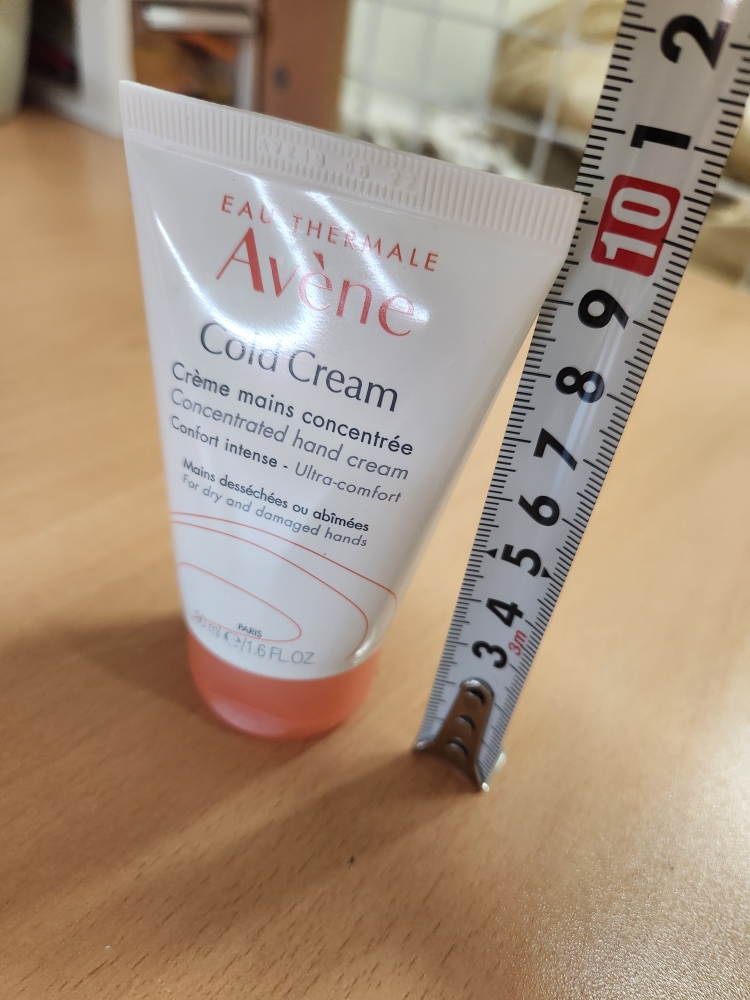 EAU THERMALE
Avène
Cold Cream
Crème mains concentrée
Concentrated hand cream
Confort intense - Ultra-comfort
Mains desséchées ou abîmées
For dry and damaged hands
PARIS
50 ml e/1.6 FL.OZ.
2
1
10
9
8
7
6
5
4
3m
3